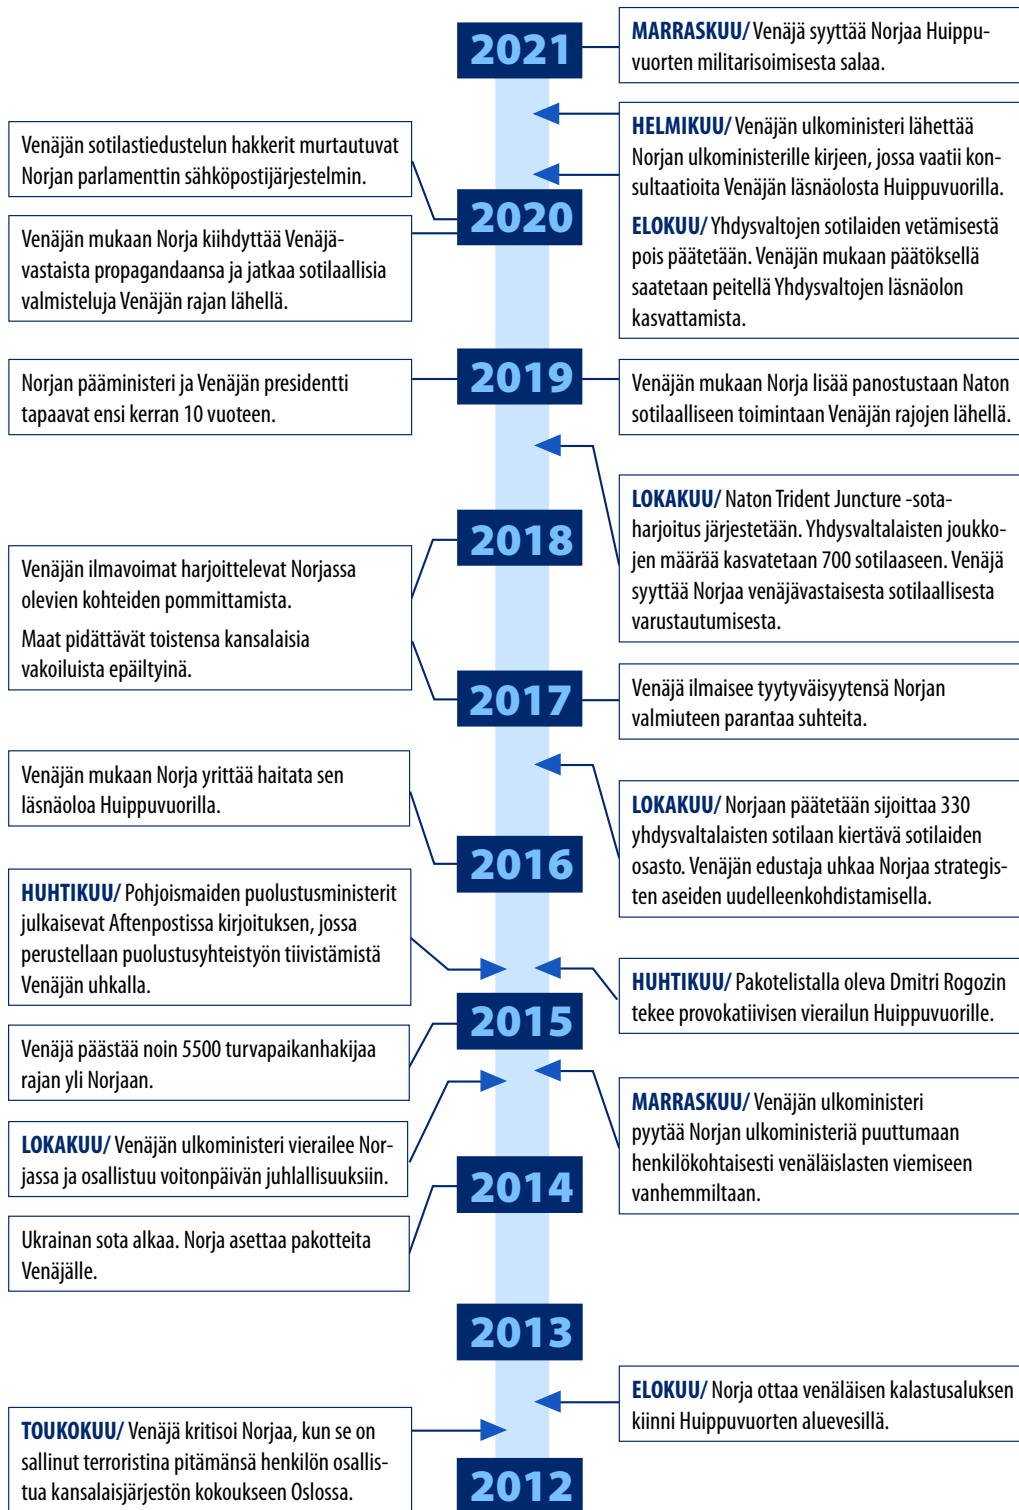 2021
MARRASKUU/ Venäjä syyttää Norjaa Huippu-
vuorten militarisoimisesta salaa.
HELMIKUU/ Venäjän ulkoministeri lähettää
Norjan ulkoministerille kirjeen, jossa vaatii kon-
sultaatioita Venäjän läsnäolosta Huippuvuorilla.
ELOKUU/ Yhdysvaltojen sotilaiden vetämisestä
pois päätetään. Venäjän mukaan päätöksellä
saatetaan peitellä Yhdysvaltojen läsnäolon
kasvattamista.
Venäjän sotilastiedustelun hakkerit murtautuvat
Norjan parlamenttin sähköpostijärjestelmin.
2020
Venäjän mukaan Norja kiihdyttää Venäjä-
vastaista propagandaansa ja jatkaa sotilaallisia
valmisteluja Venäjän rajan lähellä.
Norjan pääministeri ja Venäjän presidentti
tapaavat ensi kerran 10 vuoteen.
2019
Venäjän mukaan Norja lisää panostustaan Naton
sotilaalliseen toimintaan Venäjän rajojen lähellä.
LOKAKUU/ Naton Trident Juncture -sota-
harjoitus järjestetään. Yhdysvaltalaisten joukko-
jen määrää kasvatetaan 700 sotilaaseen. Venäjä
syyttää Norjaa venäjävastaisesta sotilaallisesta
varustautumisesta.
2018
Venäjän ilmavoimat harjoittelevat Norjassa
olevien kohteiden pommittamista.
Maat pidättävät toistensa kansalaisia
vakoiluista epäiltyinä.
2017
Venäjä ilmaisee tyytyväisyytensä Norjan
valmiuteen parantaa suhteita.
Venäjän mukaan Norja yrittää haitata sen
läsnäoloa Huippuvuorilla.
LOKAKUU/ Norjaan päätetään sijoittaa 330
yhdysvaltalaisten sotilaan kiertävä sotilaiden
osasto. Venäjän edustaja uhkaa Norjaa strategis-
ten aseiden uudelleenkohdistamisella.
2016
HUHTIKUU/ Pohjoismaiden puolustusministerit
julkaisevat Aftenpostissa kirjoituksen, jossa
perustellaan puolustusyhteistyön tiivistämistä
Venäjän uhkalla.
HUHTIKUU/ Pakotelistalla oleva Dmitri Rogozin
tekee provokatiivisen vierailun Huippuvuorille.
2015
Venäjä päästää noin 5500 turvapaikanhakijaa
rajan yli Norjaan.
MARRASKUU/ Venäjän ulkoministeri
pyytää Norjan ulkoministeriä puuttumaan
henkilökohtaisesti venäläislasten viemiseen
vanhemmiltaan.
LOKAKUU/ Venäjän ulkoministeri vierailee Nor-
jassa ja osallistuu voitonpäivän juhlallisuuksiin.
2014
Ukrainan sota alkaa. Norja asettaa pakotteita
Venäjälle.
2013
ELOKUU/ Norja ottaa venäläisen kalastusaluksen
kiinni Huippuvuorten aluevesillä.
TOUKOKUU/ Venäjä kritisoi Norjaa, kun se on
sallinut terroristina pitämänsä henkilön osallis-
tua kansalaisjärjestön kokoukseen Oslossa.
2012